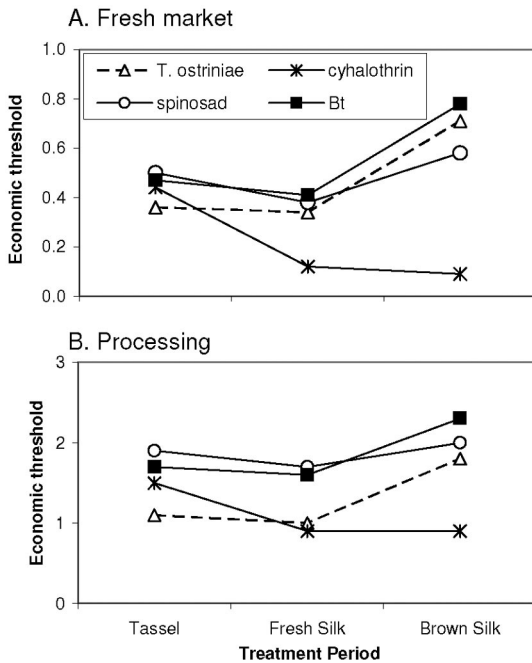 A. Fresh market
1.0
0.8
0.6
0.4
0.2
0.0
Economic threshold
T. ostriniae
cyhalothrin
spinosad
Bt
B. Processing
3
2
1
0
Economic threshold
Tassel
Fresh Silk
Brown Silk
Treatment Period